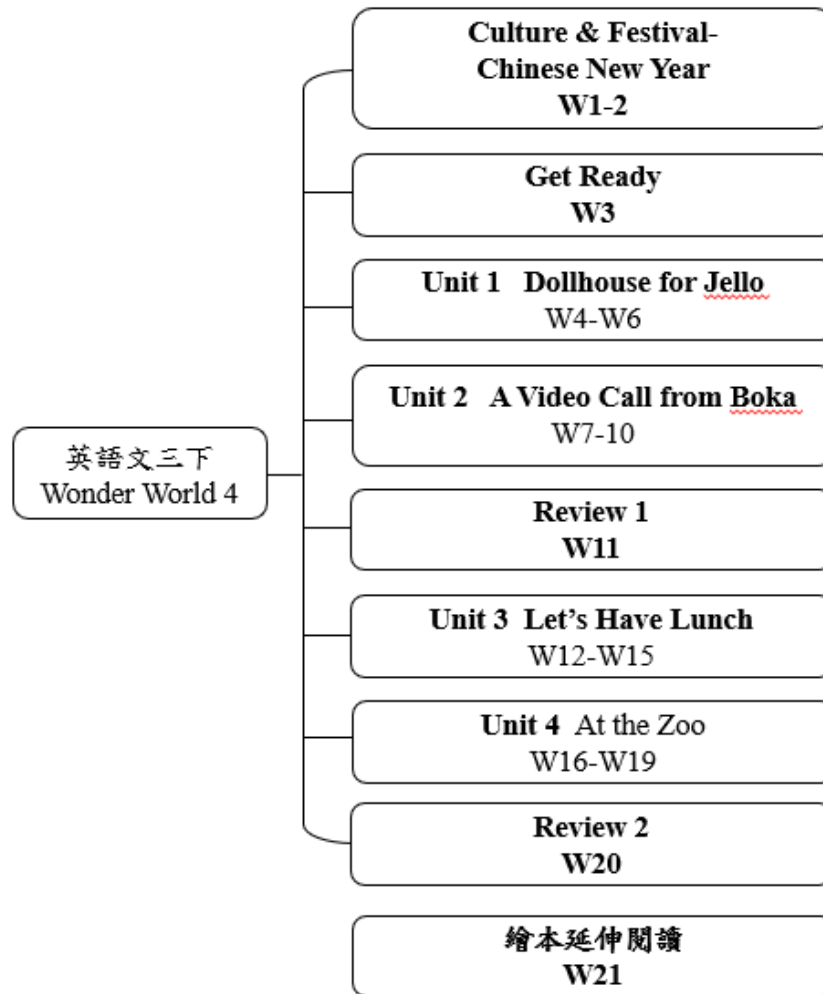 Culture & Festival-
Chinese New Year
W1-2
Get Ready
W3
Unit 1 Dollhouse for Jello
W4-W6
Unit 2 A Video Call from Boka
W7-10
英語文三下
Wonder World 4
Review 1
W11
Unit 3 Let’s Have Lunch
W12-W15
Unit 4 At the Zoo
W16-W19
Review 2
W20
繪本延伸閱讀
W21